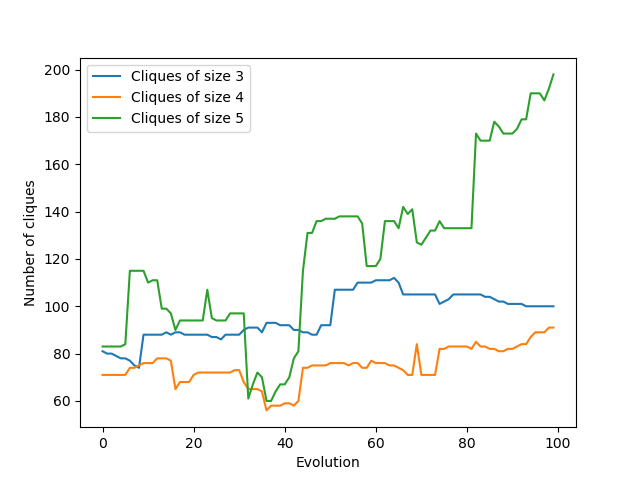 Cliques of size 3
Cliques of size 4
Cliques of size 5
200
180
160
140
120
100
80
60
Number of cliques
0 20 40 60 80 100
Evolution